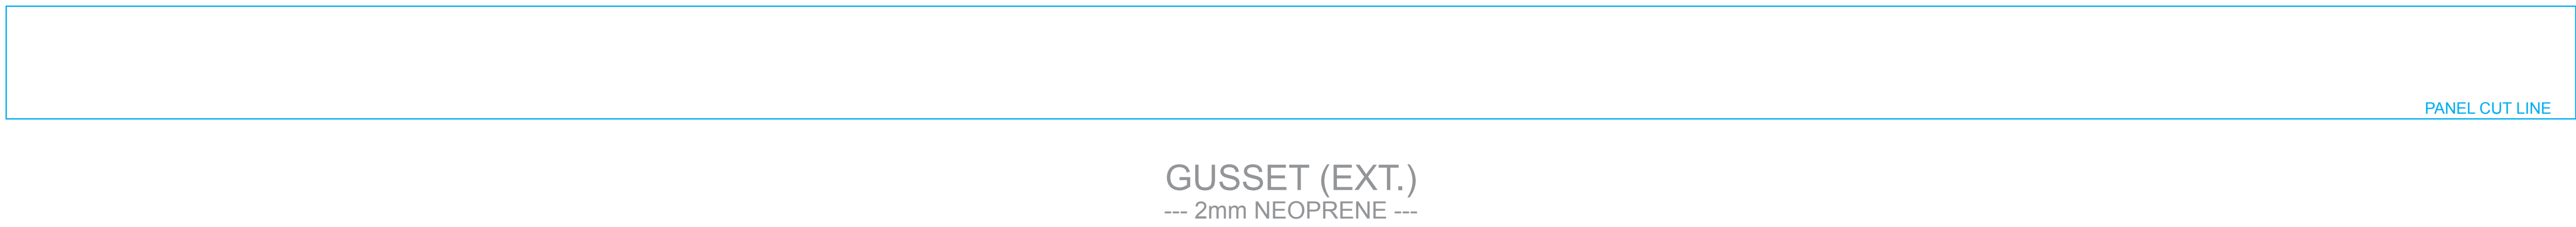 PANEL CUT LINE
GUSSET (EXT.)
--- 2mm NEOPRENE ---